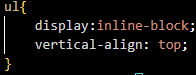 ul{
display:inline-block;
vertical-align: top;
}